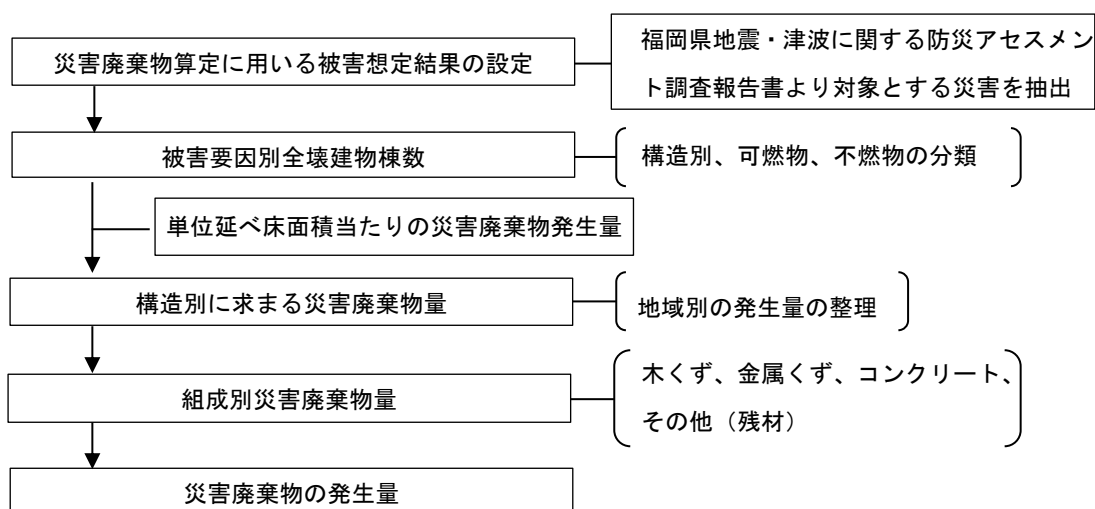 災害廃棄物算定に用いる被害想定結果の設定
福岡県地震・津波に関する防災アセスメン
ト調査報告書より対象とする災害を抽出
被害要因別全壊建物棟数
構造別、可燃物、不燃物の分類
単位延べ床面積当たりの災害廃棄物発生量
構造別に求まる災害廃棄物量
地域別の発生量の整理
組成別災害廃棄物量
木くず、金属くず、コンクリート、
その他（残材）
災害廃棄物の発生量